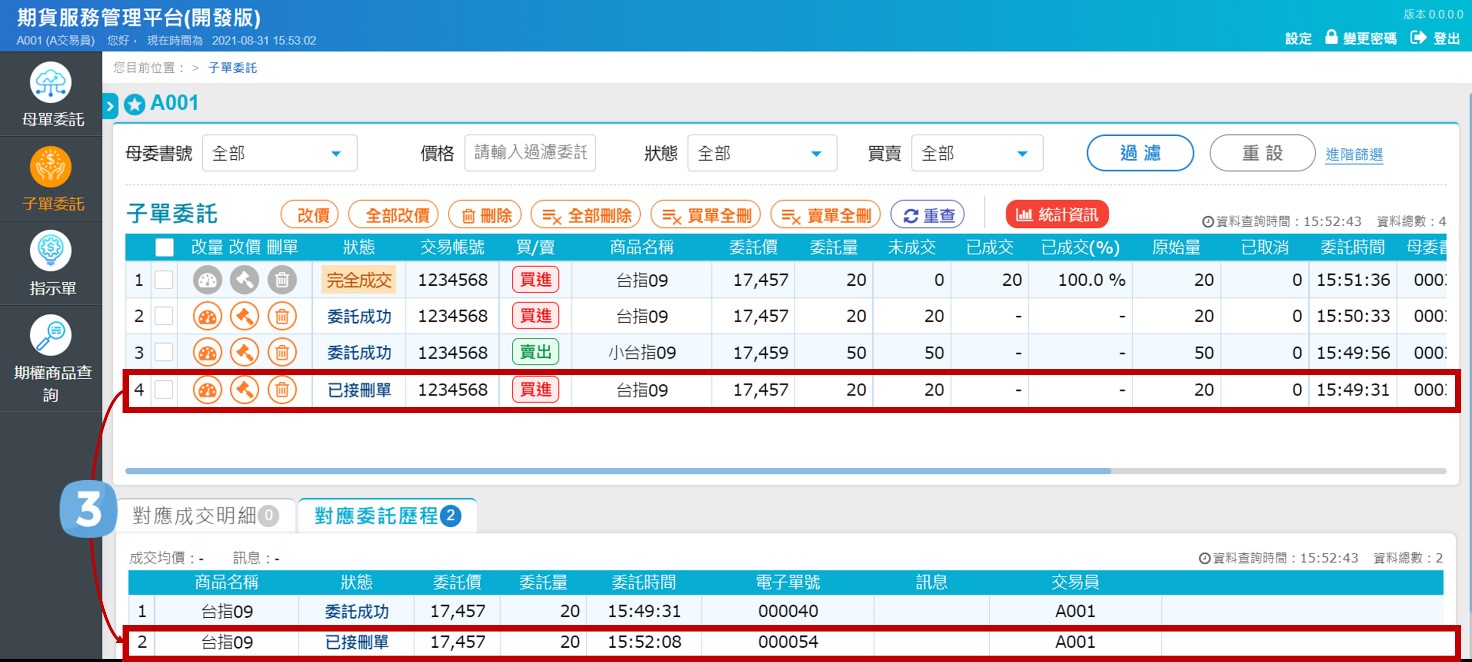 期貨服務管理平台(開發版)
版本 0.0.0.0
A001 (A交易員) 您好， 現在時間為 2021-08-31 15:53:02
設定 變更密碼 登出
您目前位置： > 子單委託
母單委託
子單委託
指示單
期權商品查詢
A001
母委書號 全部 價格 請輸入過濾委託 狀態 全部 買賣 全部 過濾 重設 進階篩選
子單委託 改價 全部改價 刪除 全部刪除 買單全刪 賣單全刪 重查 統計資訊 資料查詢時間：15:52:43 資料總數：4
改量 改價 刪單 狀態 交易帳號 買/賣 商品名稱 委託價 委託量 未成交 已成交 已成交(%) 原始量 已取消 委託時間 母委書
1 完全成交 1234568 買進 台指09 17,457 20 0 20 100.0 % 20 0 15:51:36 000
2 委託成功 1234568 買進 台指09 17,457 20 20 - - 20 0 15:50:33 000
3 委託成功 1234568 賣出 小台指09 17,459 50 50 - - 50 0 15:49:56 000
4 已接刪單 1234568 買進 台指09 17,457 20 20 - - 20 0 15:49:31 000
3
對應成交明細 0 對應委託歷程 2
成交均價：- 訊息：- 資料查詢時間：15:52:43 資料總數：2
商品名稱 狀態 委託價 委託量 委託時間 電子單號 訊息 交易員
1 台指09 委託成功 17,457 20 15:49:31 000040 A001
2 台指09 已接刪單 17,457 20 15:52:08 000054 A001